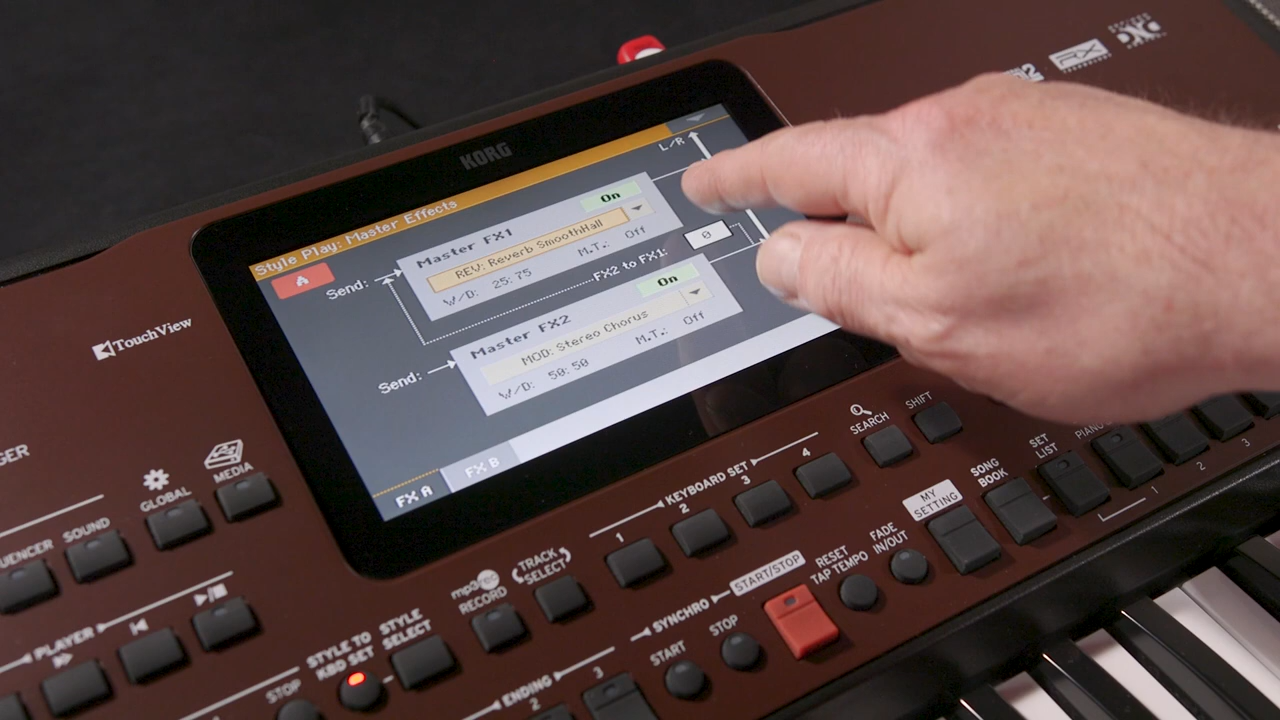 KORG
RX
TECHNOLOGY
DNC
Style Play: Master Effects
L/R
On
Master FX1
REV: Reverb SmoothHall
Send:
W/D: 25:75 M.T.: Off
FX2 to FX1:
0
On
Master FX2
MOD: Stereo Chorus
Send:
W/D: 50:50 M.T.: Off
FX A
FX B
TouchView
GLOBAL
MEDIA
SOUND
KEYBOARD SET
1
2
3
4
SEARCH
SHIFT
SET
LIST
SONG
BOOK
MY
SETTING
1
2
3
FADE
IN/OUT
RESET
TAP TEMPO
START/STOP
SYNCHRO
STOP
START
TRACK
SELECT
RECORD
STYLE
SELECT
STYLE TO
KBD SET
PLAYER
STOP
ENDING
2
3